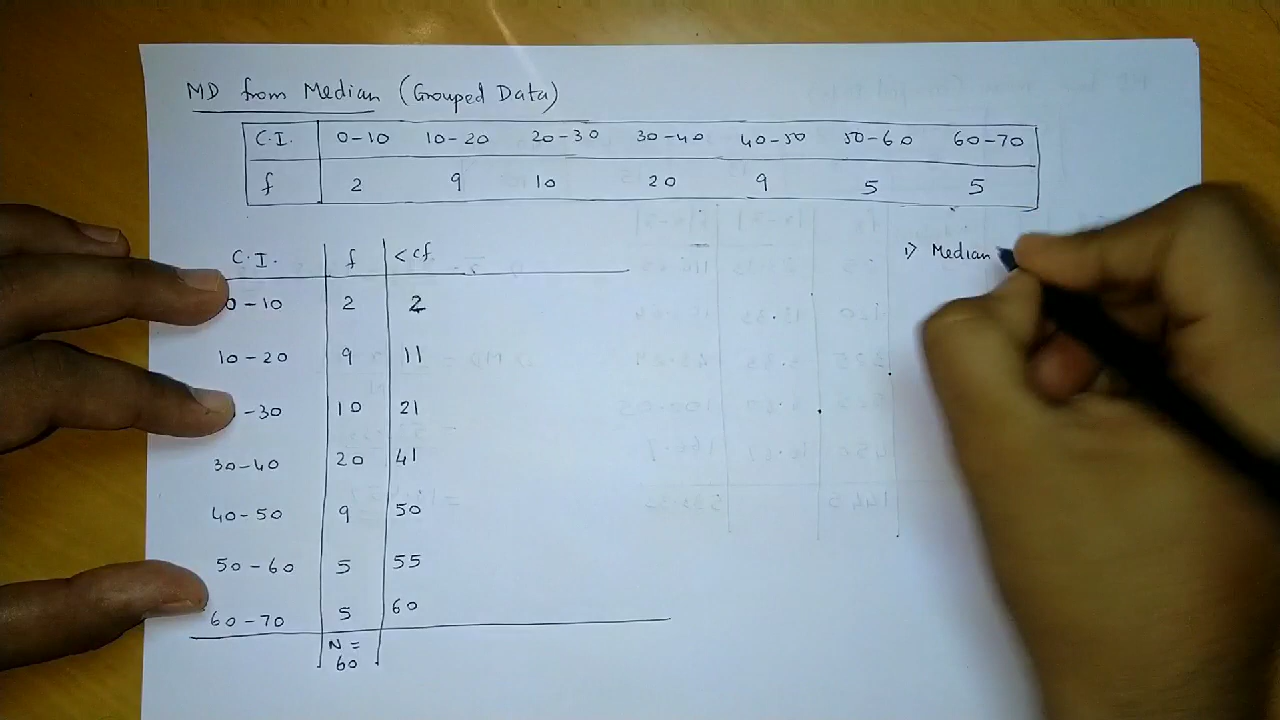 MD from Median (Grouped Data)
C.I. 0-10 10-20 20-30 30-40 40-50 50-60 60-70
f 2 9 10 20 9 5 5
C.I. f <cf
0-10 2 2
10-20 9 11
-30 10 21
30-40 20 41
40-50 9 50
50-60 5 55
60-70 5 60
N =
60
1) Median